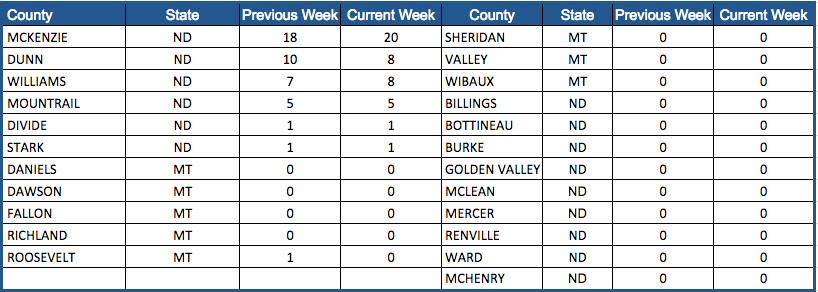 County State Previous Week Current Week County State Previous Week Current Week
MCKENZIE ND 18 20 SHERIDAN MT 0 0
DUNN ND 10 8 VALLEY MT 0 0
WILLIAMS ND 7 8 WIBAUX MT 0 0
MOUNTRAIL ND 5 5 BILLINGS ND 0 0
DIVIDE ND 1 1 BOTTINEAU ND 0 0
STARK ND 1 1 BURKE ND 0 0
DANIELS MT 0 0 GOLDEN VALLEY ND 0 0
DAWSON MT 0 0 MCLEAN ND 0 0
FALLON MT 0 0 MERCER ND 0 0
RICHLAND MT 0 0 RENVILLE ND 0 0
ROOSEVELT MT 1 0 WARD ND 0 0
MCHENRY ND 0 0